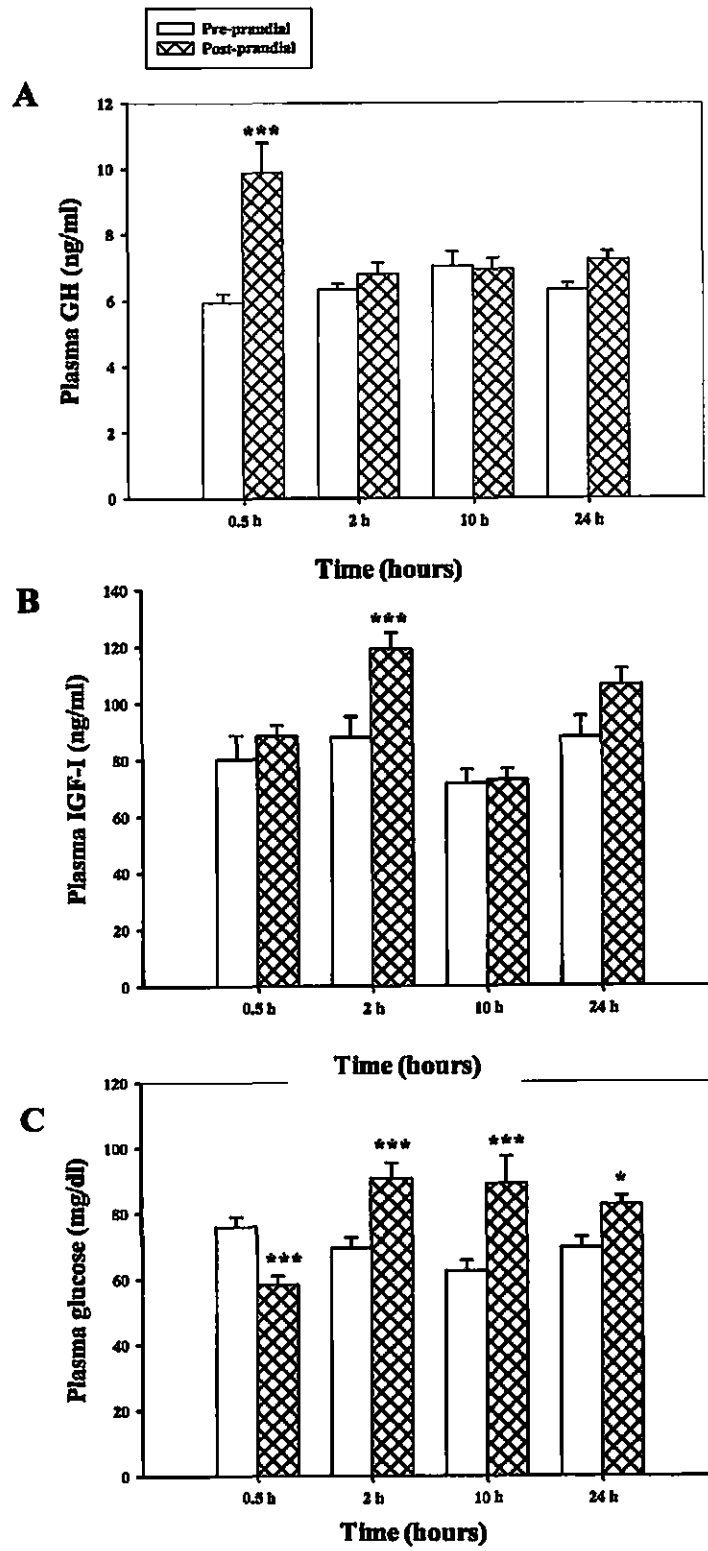 Pre-prandial
Post-prandial
A
Plasma GH (ng/ml)
12
10
8
6
4
2
0
***
0.5 h 2 h 10 h 24 h
Time (hours)
B
Plasma IGF-I (ng/ml)
140
120
100
80
60
40
20
0
***
0.5 h 2 h 10 h 24 h
Time (hours)
C
Plasma glucose (mg/dl)
120
100
80
60
40
20
0
*** *** *** *
0.5 h 2 h 10 h 24 h
Time (hours)